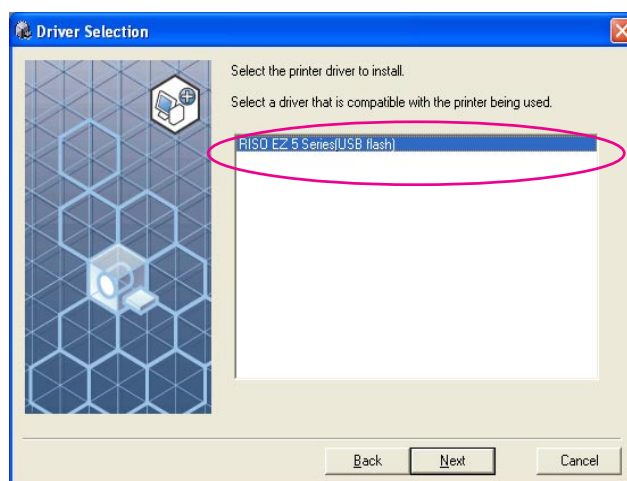 Driver Selection
Select the printer driver to install.
Select a driver that is compatible with the printer being used.
RISO EZ 5 Series(USB flash)
Back
Next
Cancel